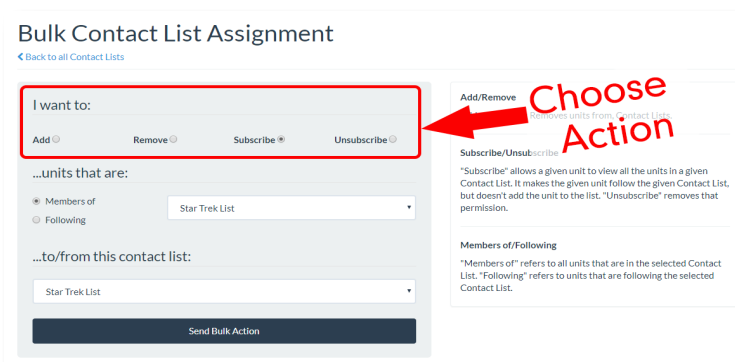 Bulk Contact List Assignment
Back to all Contact Lists
I want to:
Add Remove Subscribe Unsubscribe
...units that are:
Members of
Following
Star Trek List
...to/from this contact list:
Star Trek List
Send Bulk Action
Choose
Action
Add/Remove
Removes units from, Contact Lists.
Subscribe/Unsubscribe
"Subscribe" allows a given unit to view all the units in a given
Contact List. It makes the given unit follow the given Contact List,
but doesn't add the unit to the list. "Unsubscribe" removes that
permission.
Members of/Following
"Members of" refers to all units that are in the selected Contact
List. "Following" refers to units that are following the selected
Contact List.